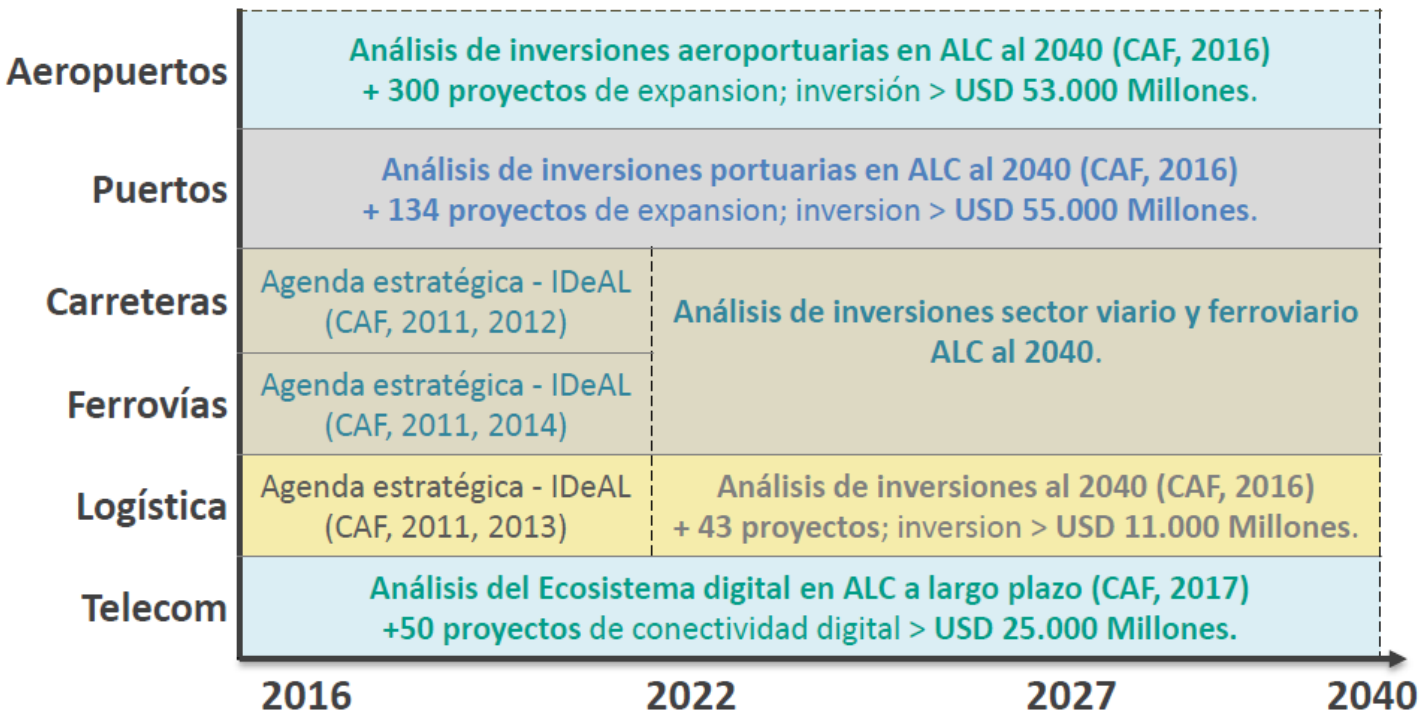 Aeropuertos
Análisis de inversiones aeroportuarias en ALC al 2040 (CAF, 2016)
+ 300 proyectos de expansion; inversión > USD 53.000 Millones.
Puertos
Análisis de inversiones portuarias en ALC al 2040 (CAF, 2016)
+ 134 proyectos de expansion; inversion > USD 55.000 Millones.
Carreteras
Agenda estratégica - IDeAL
(CAF, 2011, 2012)
Análisis de inversiones sector viario y ferroviario
ALC al 2040.
Ferrovías
Agenda estratégica - IDeAL
(CAF, 2011, 2014)
Logística
Agenda estratégica - IDeAL
(CAF, 2011, 2013)
Análisis de inversiones al 2040 (CAF, 2016)
+ 43 proyectos; inversion > USD 11.000 Millones.
Telecom
Análisis del Ecosistema digital en ALC a largo plazo (CAF, 2017)
+50 proyectos de conectividad digital > USD 25.000 Millones.
2016 2022 2027 2040